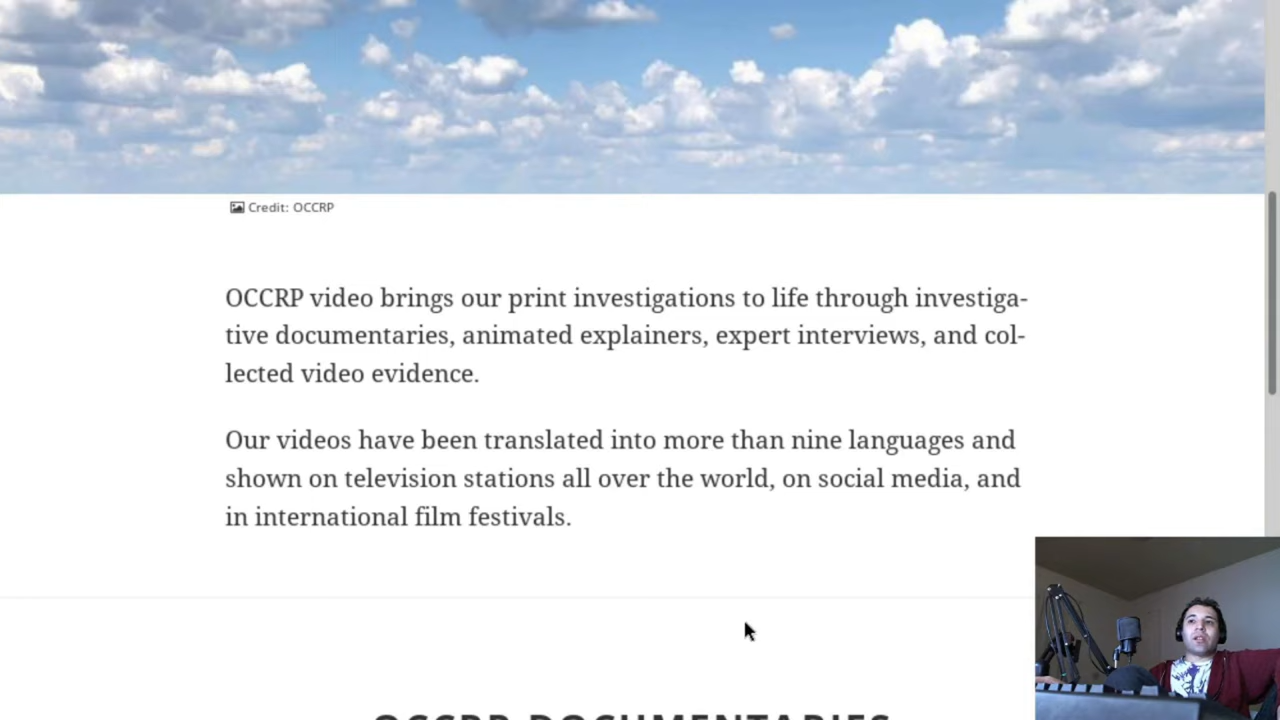 Credit: OCCRP
OCCRP video brings our print investigations to life through investiga-
tive documentaries, animated explainers, expert interviews, and col-
lected video evidence.
Our videos have been translated into more than nine languages and
shown on television stations all over the world, on social media, and
in international film festivals.
OCCRP DOCUMENTARIES